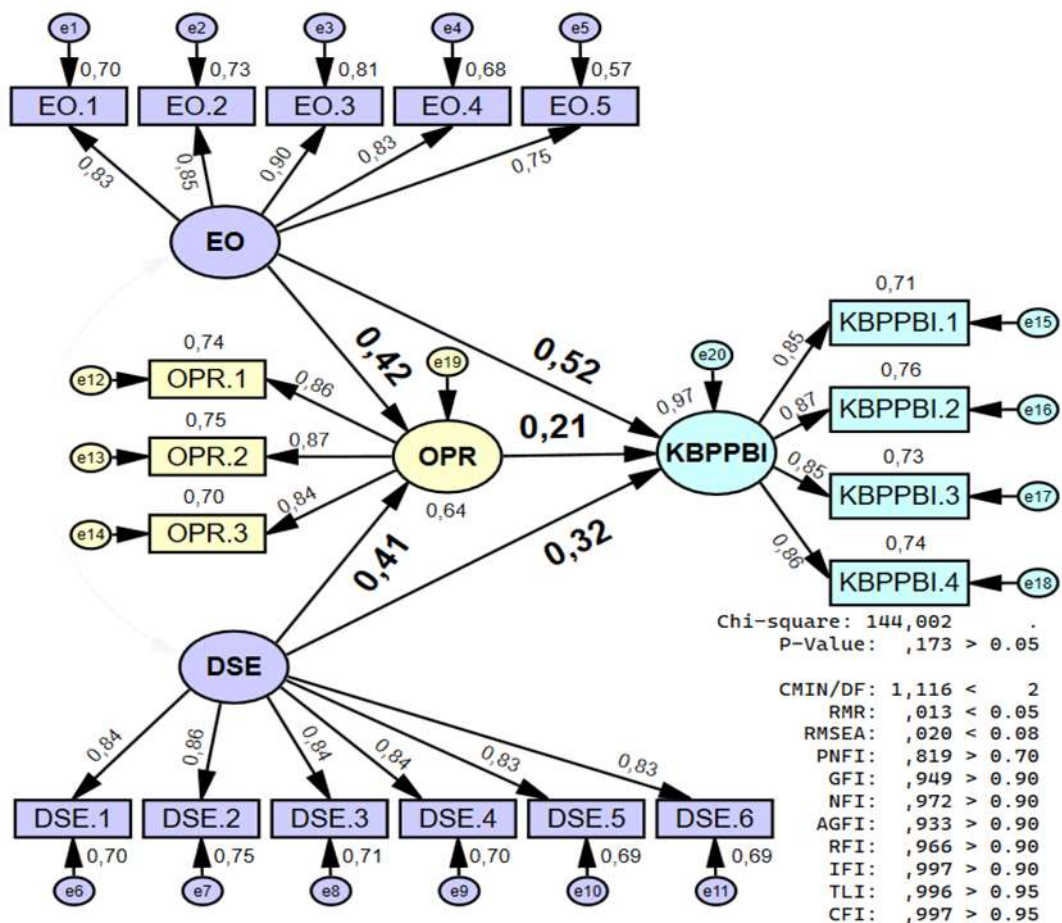 e1 e2 e3 e4 e5
0,70 0,73 0,81 0,68 0,57
EO.1 EO.2 EO.3 EO.4 EO.5
0,83 0,85 0,90 0,83 0,75
EO
0,42
0,52
0,74
e12 OPR.1 0,86
0,75
e13 OPR.2 0,87
0,70
e14 OPR.3 0,84
e19
OPR
0,64
0,21
0,41
0,32
e20
0,97
KBPPBI
0,71
0,85 KBPPBI.1 e15
0,76
0,87 KBPPBI.2 e16
0,73
0,85 KBPPBI.3 e17
0,74
0,86 KBPPBI.4 e18
DSE
0,84 0,86 0,84 0,84 0,83 0,83
DSE.1 DSE.2 DSE.3 DSE.4 DSE.5 DSE.6
0,70 0,75 0,71 0,70 0,69 0,69
e6 e7 e8 e9 e10 e11
Chi-square: 144,002 .
P-Value: ,173 > 0.05
CMIN/DF: 1,116 < 2
RMR: ,013 < 0.05
RMSEA: ,020 < 0.08
PNFI: ,819 > 0.70
GFI: ,949 > 0.90
NFI: ,972 > 0.90
AGFI: ,933 > 0.90
RFI: ,966 > 0.90
IFI: ,997 > 0.90
TLI: ,996 > 0.95
CFI: ,997 > 0.95